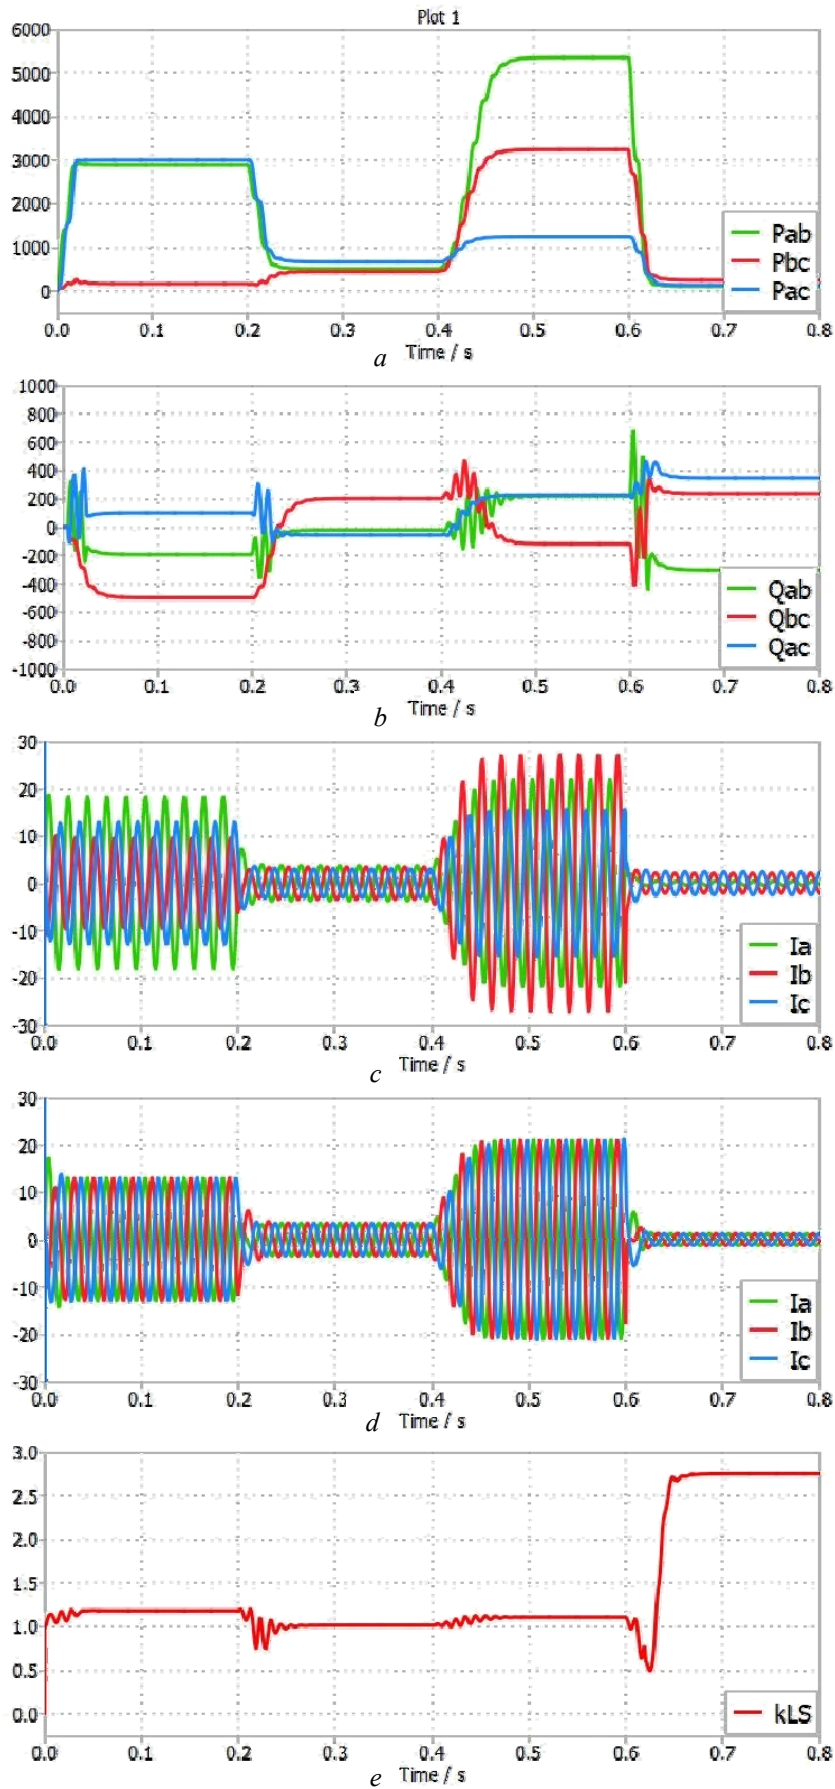 Plot 1
6000
5000
4000
3000
2000
1000
0
Pab
Pbc
Pac
0.0 0.1 0.2 0.3 0.4 0.5 0.6 0.7 0.8
Time / s
a
1000
800
600
400
200
0
-200
-400
-600
-800
-1000
Qab
Qbc
Qac
0.0 0.1 0.2 0.3 0.4 0.5 0.6 0.7 0.8
Time / s
b
30
20
10
0
-10
-20
-30
Ia
Ib
Ic
0.0 0.1 0.2 0.3 0.4 0.5 0.6 0.7 0.8
Time / s
c
30
20
10
0
-10
-20
-30
Ia
Ib
Ic
0.0 0.1 0.2 0.3 0.4 0.5 0.6 0.7 0.8
Time / s
d
3.0
2.5
2.0
1.5
1.0
0.5
0.0
kLS
0.0 0.1 0.2 0.3 0.4 0.5 0.6 0.7 0.8
Time / s
e